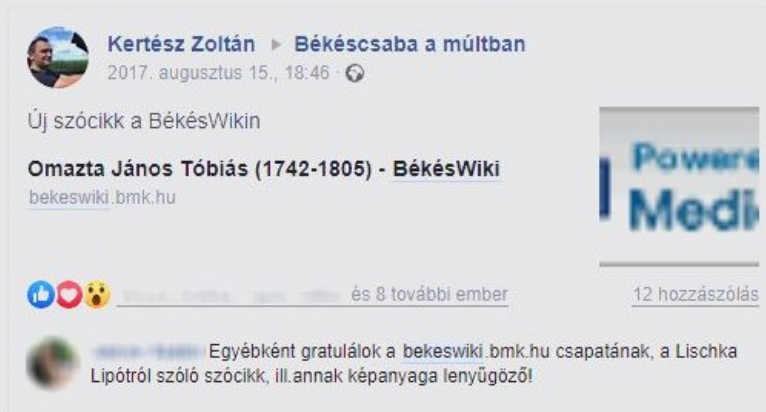 Kertész Zoltán ▸ Békéscsaba a múltban
2017. augusztus 15., 18:46 ·
Új szócikk a BékésWikin
Omazta János Tóbiás (1742-1805) - BékésWiki
bekeswiki.bmk.hu
Powere
Medi
és 8 további ember
12 hozzászólás
Egyébként gratulálok a bekeswiki.bmk.hu csapatának, a Lischka
Lipótról szóló szócikk, ill.annak képanyaga lenyűgöző!